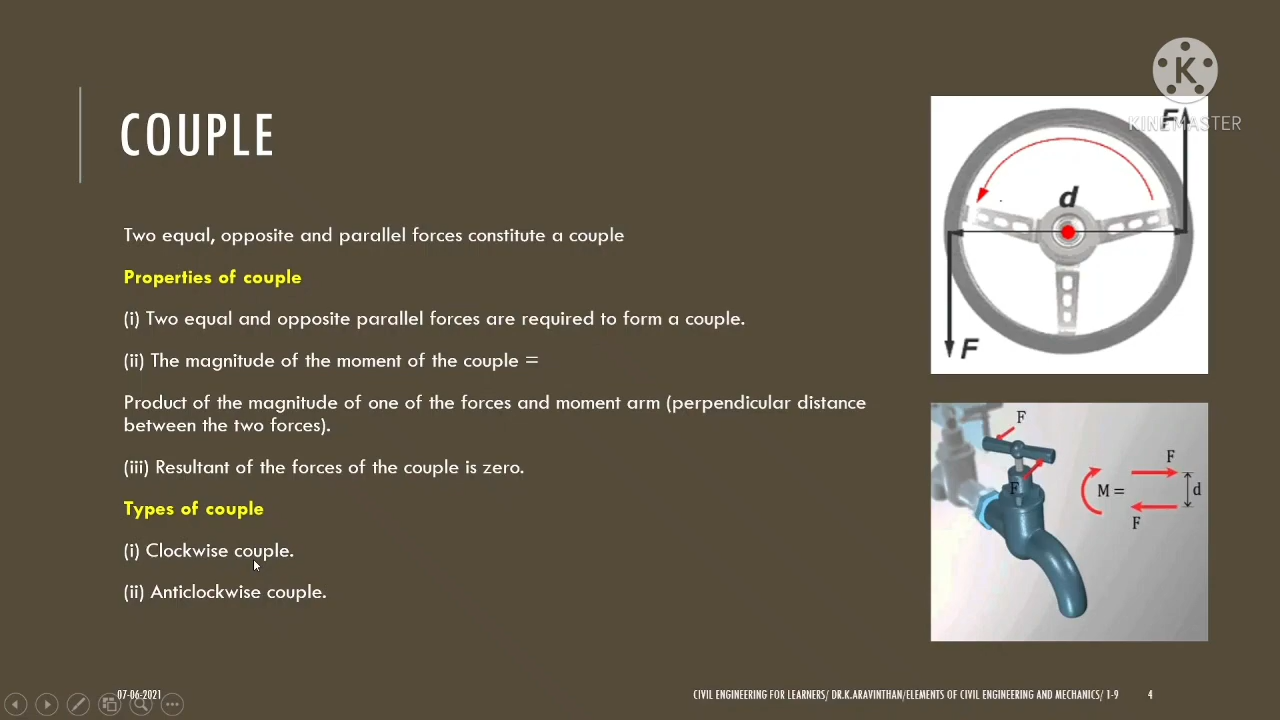 K
KINEMASTER
COUPLE
F
d
F
Two equal, opposite and parallel forces constitute a couple
Properties of couple
(i) Two equal and opposite parallel forces are required to form a couple.
(ii) The magnitude of the moment of the couple =
Product of the magnitude of one of the forces and moment arm (perpendicular distance
between the two forces).
(iii) Resultant of the forces of the couple is zero.
Types of couple
(i) Clockwise couple.
(ii) Anticlockwise couple.
F
F
M =
F
d
F
07-06-2021
CIVIL ENGINEERING FOR LEARNERS/ DR.K.ARAVINTHAN/ELEMENTS OF CIVIL ENGINEERING AND MECHANICS/ 1-9
4